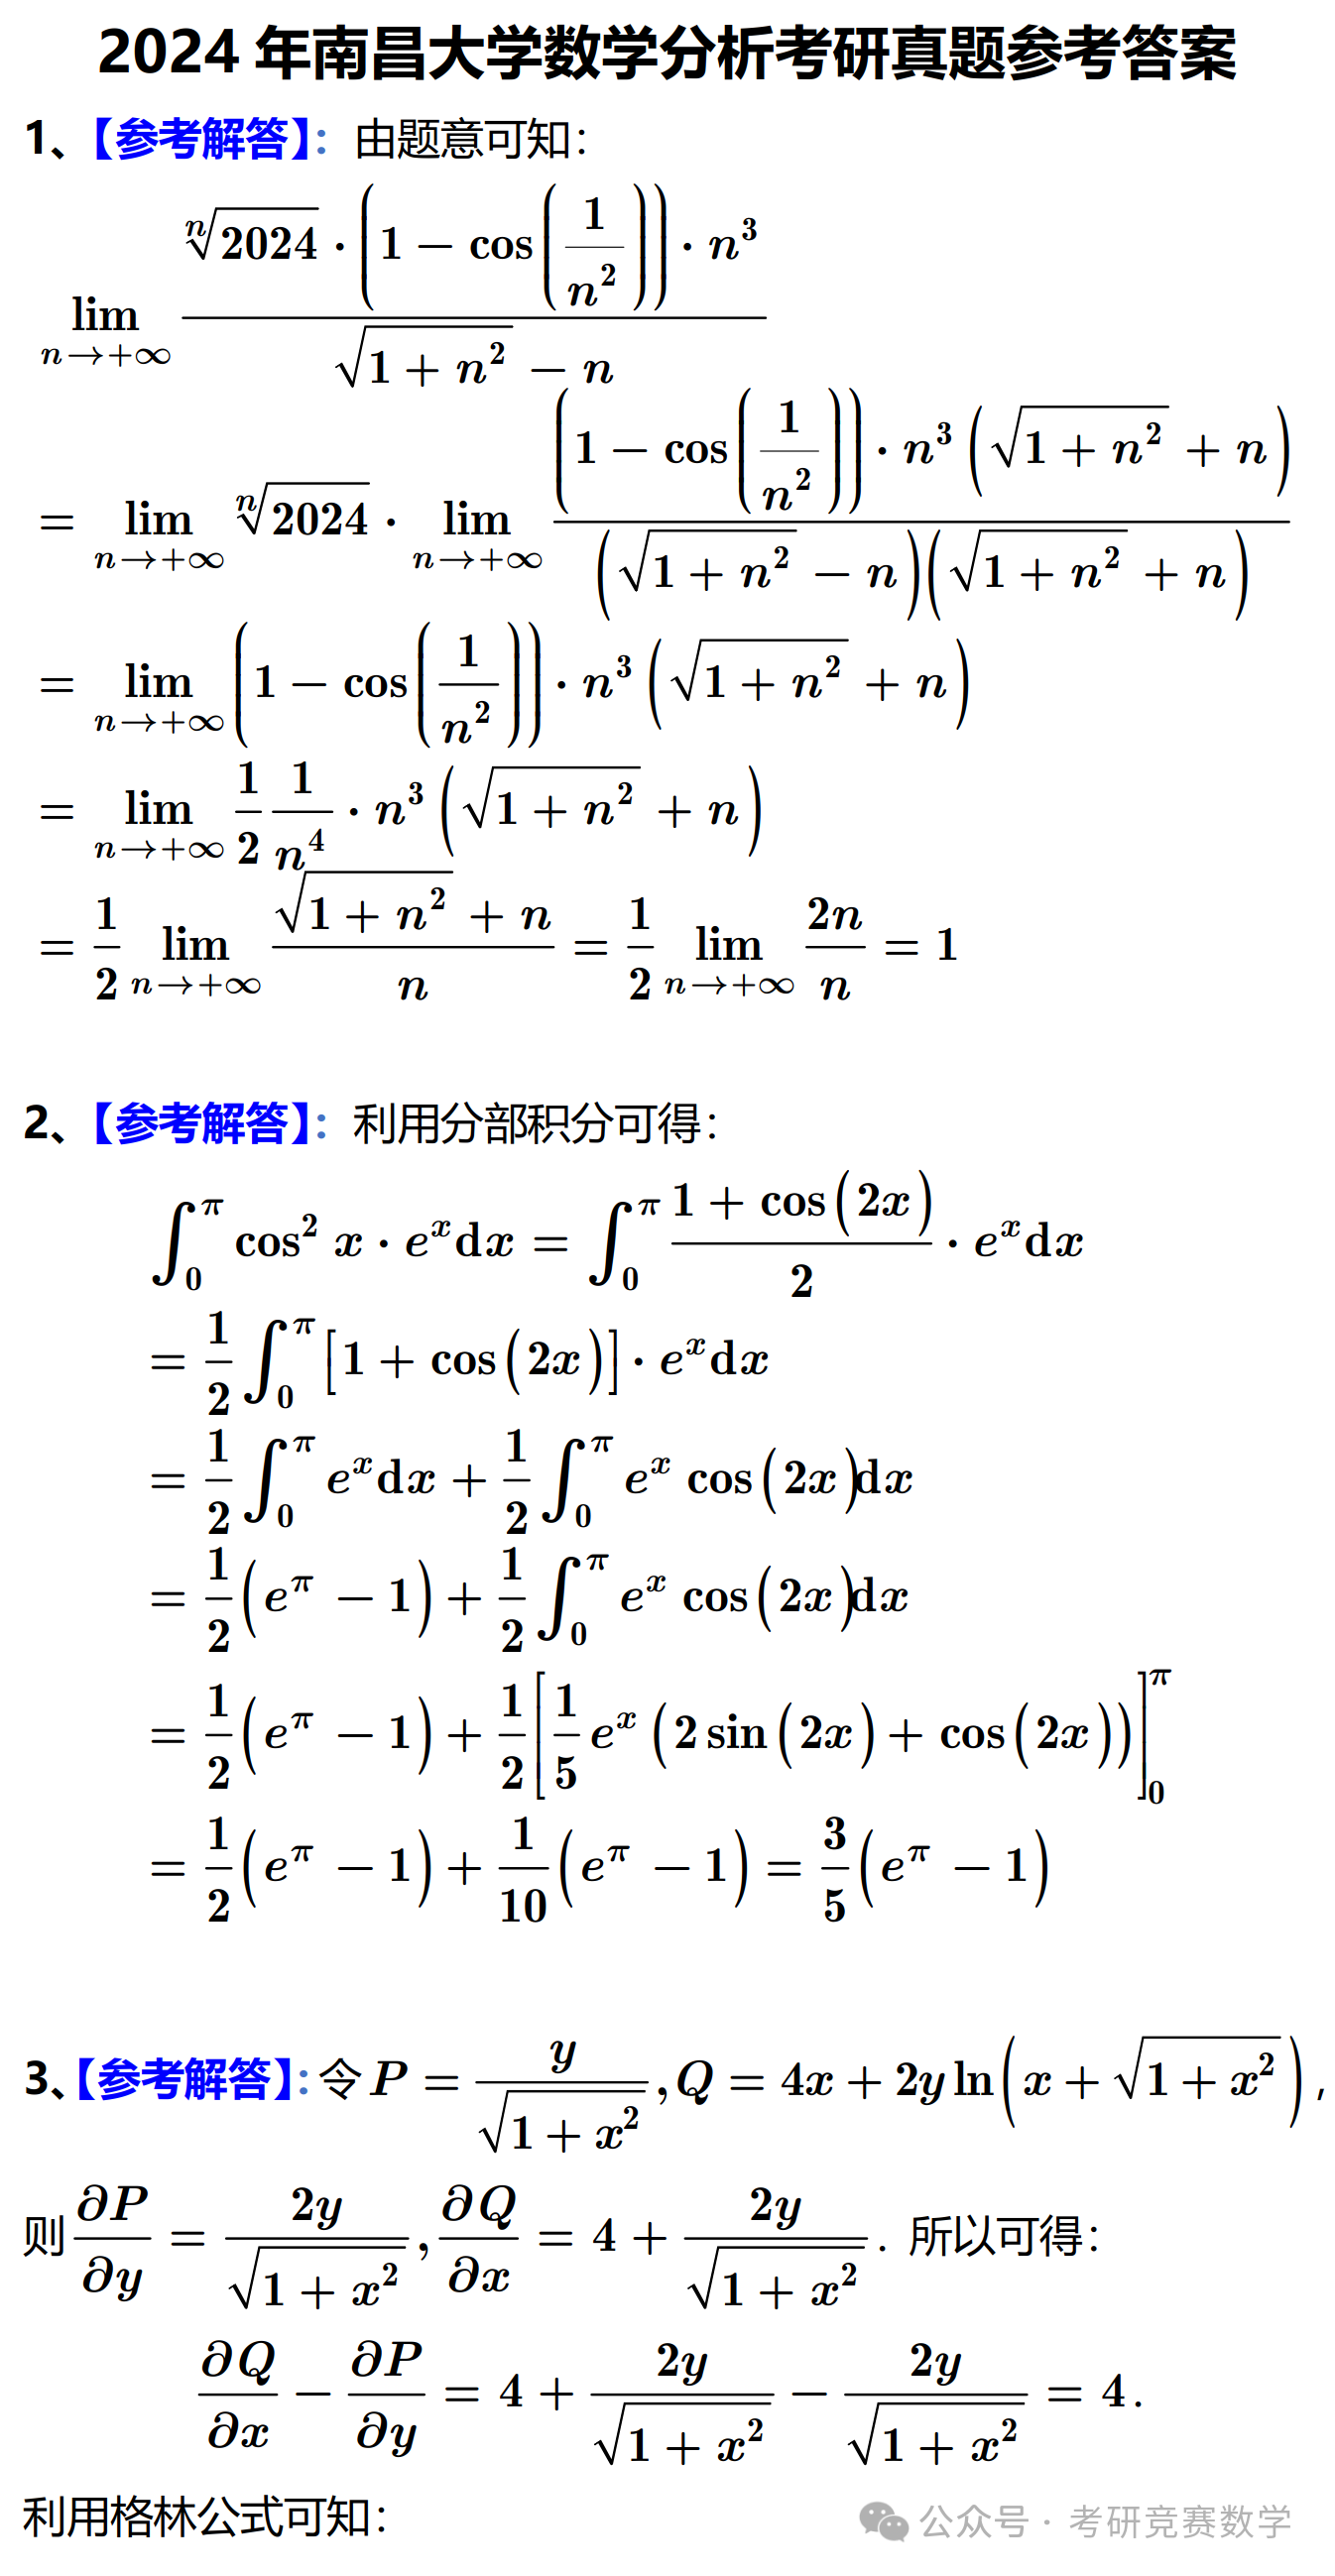 2024 年南昌大学数学分析考研真题参考答案
1、【参考解答】：由题意可知：
$\lim_{n\to+\infty}\frac{\sqrt[n]{2024}\cdot\left(1-\cos\left(\frac{1}{n^2}\right)\right)\cdot n^3}{\sqrt{1+n^2}-n}$
$=\lim_{n\to+\infty}\sqrt[n]{2024}\cdot\lim_{n\to+\infty}\frac{\left(1-\cos\left(\frac{1}{n^2}\right)\right)\cdot n^3\left(\sqrt{1+n^2}+n\right)}{\left(\sqrt{1+n^2}-n\right)\left(\sqrt{1+n^2}+n\right)}$
$=\lim_{n\to+\infty}\left(1-\cos\left(\frac{1}{n^2}\right)\right)\cdot n^3\left(\sqrt{1+n^2}+n\right)$
$=\lim_{n\to+\infty}\frac{1}{2}\frac{1}{n^4}\cdot n^3\left(\sqrt{1+n^2}+n\right)$
$=\frac{1}{2}\lim_{n\to+\infty}\frac{\sqrt{1+n^2}+n}{n}=\frac{1}{2}\lim_{n\to+\infty}\frac{2n}{n}=1$
2、【参考解答】：利用分部积分可得：
$\int_0^{\pi}\cos^2 x\cdot e^x\mathrm{d}x=\int_0^{\pi}\frac{1+\cos(2x)}{2}\cdot e^x\mathrm{d}x$
$=\frac{1}{2}\int_0^{\pi}[1+\cos(2x)]\cdot e^x\mathrm{d}x$
$=\frac{1}{2}\int_0^{\pi}e^x\mathrm{d}x+\frac{1}{2}\int_0^{\pi}e^x\cos(2x)\mathrm{d}x$
$=\frac{1}{2}(e^{\pi}-1)+\frac{1}{2}\int_0^{\pi}e^x\cos(2x)\mathrm{d}x$
$=\frac{1}{2}(e^{\pi}-1)+\frac{1}{2}\left[\frac{1}{5}e^x(2\sin(2x)+\cos(2x))\right]_0^{\pi}$
$=\frac{1}{2}(e^{\pi}-1)+\frac{1}{10}(e^{\pi}-1)=\frac{3}{5}(e^{\pi}-1)$
3、【参考解答】：令 $P=\frac{y}{\sqrt{1+x^2}},Q=4x+2y\ln\left(x+\sqrt{1+x^2}\right)$，
则 $\frac{\partial P}{\partial y}=\frac{2y}{\sqrt{1+x^2}},\frac{\partial Q}{\partial x}=4+\frac{2y}{\sqrt{1+x^2}}$. 所以可得：
$\frac{\partial Q}{\partial x}-\frac{\partial P}{\partial y}=4+\frac{2y}{\sqrt{1+x^2}}-\frac{2y}{\sqrt{1+x^2}}=4.$
利用格林公式可知：
公众号 · 考研竞赛数学